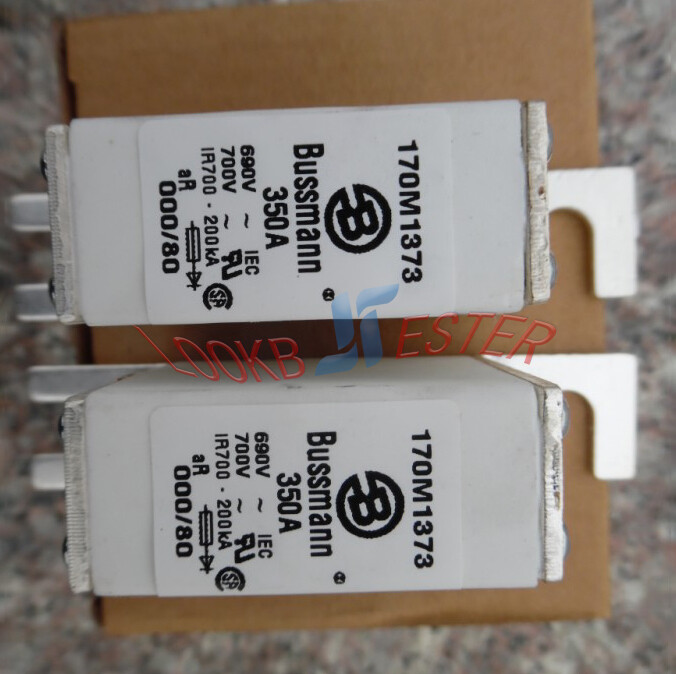 170M1373
Bussmann ®
350A
690V ~ IEC
700V ~
IR700 - 200kA
aR
000/80
LOOKB ESTER
170M1373
Bussmann ®
350A
690V ~ IEC
700V ~
IR700 - 200kA
aR
000/80